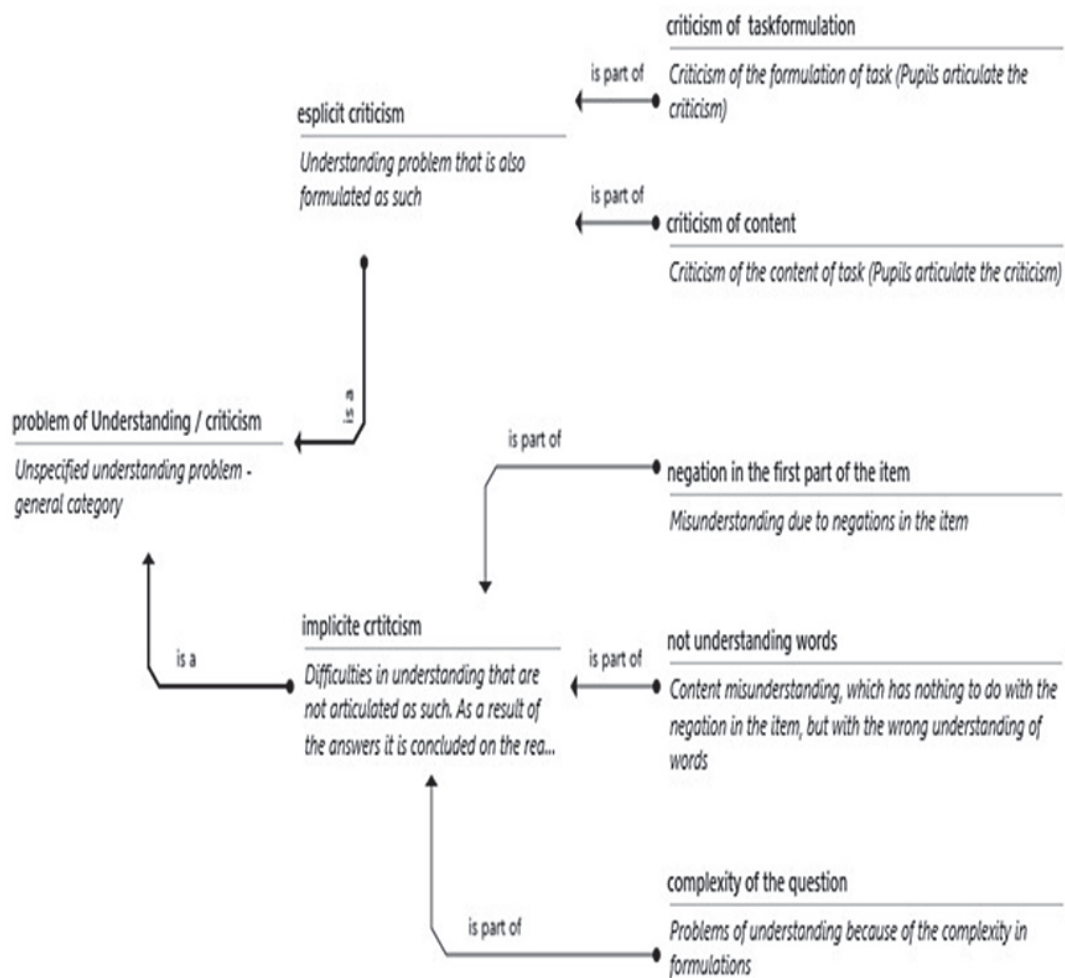 criticism of taskformulation
is part of
Criticism of the formulation of task (Pupils articulate the
criticism)
esplicit criticism
Understanding problem that is also
formulated as such
is part of
criticism of content
Criticism of the content of task (Pupils articulate the criticism)
is a
problem of Understanding / criticism
Unspecified understanding problem -
general category
is part of
negation in the first part of the item
Misunderstanding due to negations in the item
is a
implicite crtitcism
Difficulties in understanding that are
not articulated as such. As a result of
the answers it is concluded on the rea...
is part of
not understanding words
Content misunderstanding, which has nothing to do with the
negation in the item, but with the wrong understanding of
words
is part of
complexity of the question
Problems of understanding because of the complexity in
formulations